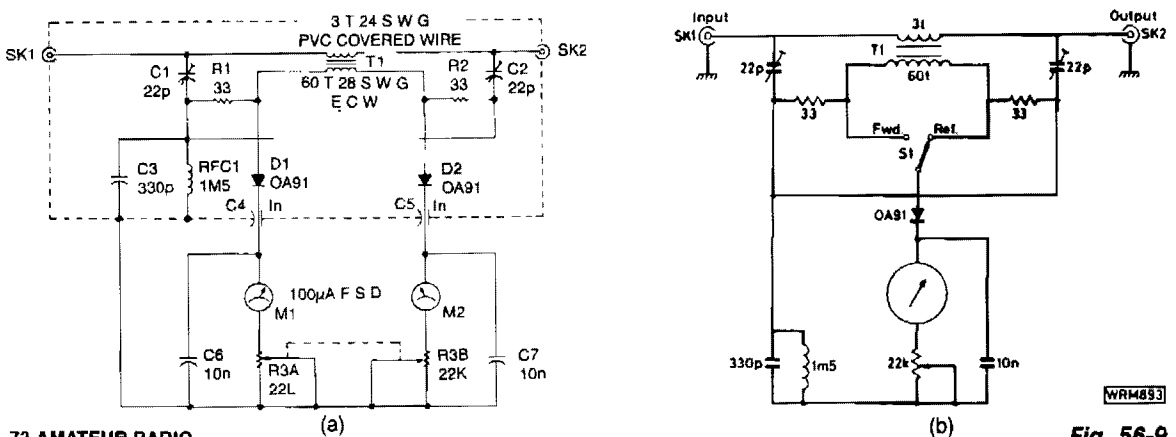 3 T 24 S W G
PVC COVERED WIRE
SK1
SK2
T1
C1
22p
R1
33
60 T 28 S W G
E C W
R2
33
C2
22p
C3
330p
RFC1
1M5
D1
OA91
D2
OA91
C4
In
C5
In
100µA F S D
M1
M2
C6
10n
R3A
22L
R3B
22K
C7
10n
73 AMATEUR RADIO
(a)
Input
SK1
3t
Output
SK2
T1
22p
60t
22p
33
33
Fwd.
Ref.
S1
OA91
330p
1m5
22k
10n
WRM893
(b)
Fig. 56-9